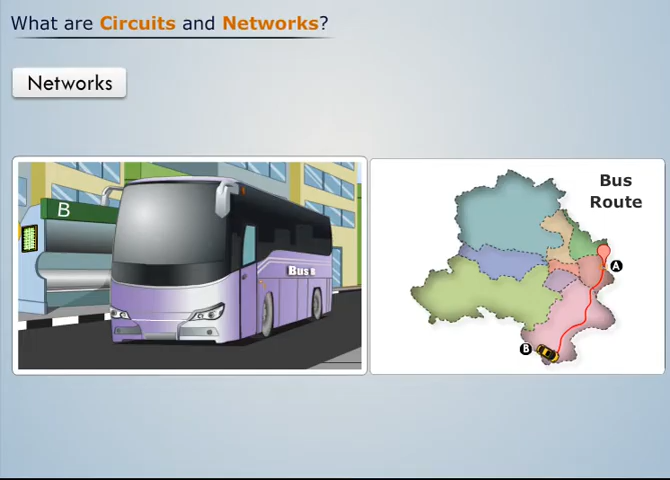 What are Circuits and Networks?
Networks
B
Bus B
Bus
Route
A
B